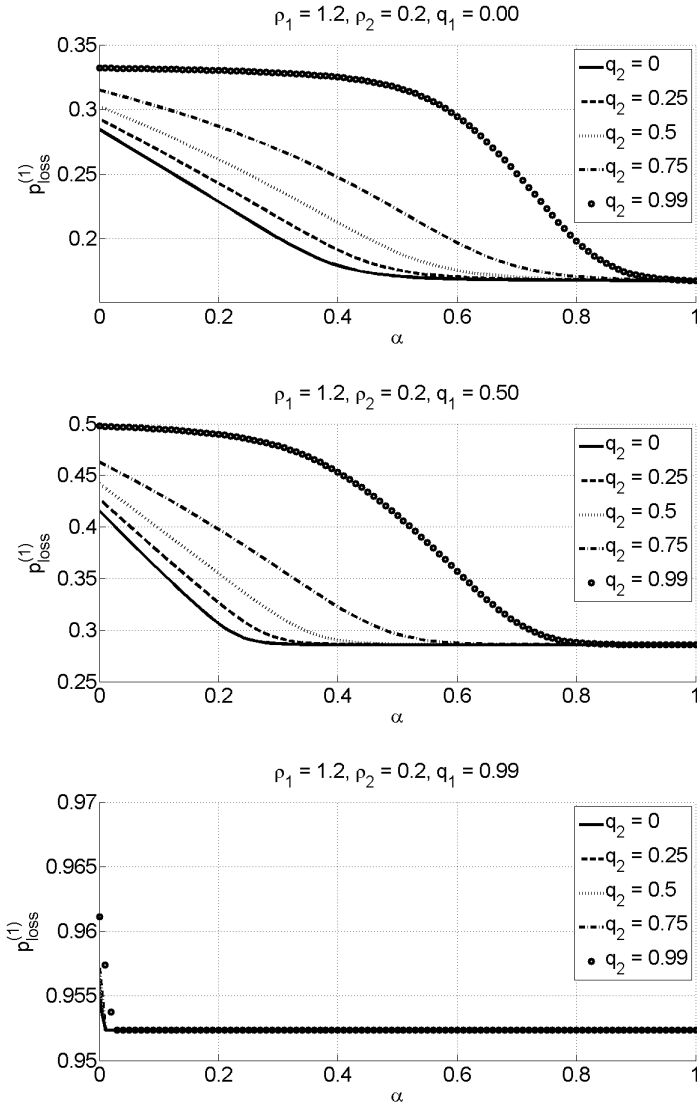 ρ₁ = 1.2, ρ₂ = 0.2, q₁ = 0.00
0.35
0.3
0.25
0.2
p_loss^(1)
0
0.2
0.4
0.6
0.8
1
α
q₂ = 0
q₂ = 0.25
q₂ = 0.5
q₂ = 0.75
q₂ = 0.99
ρ₁ = 1.2, ρ₂ = 0.2, q₁ = 0.50
0.5
0.45
0.4
0.35
0.3
0.25
p_loss^(1)
0
0.2
0.4
0.6
0.8
1
α
q₂ = 0
q₂ = 0.25
q₂ = 0.5
q₂ = 0.75
q₂ = 0.99
ρ₁ = 1.2, ρ₂ = 0.2, q₁ = 0.99
0.97
0.965
0.96
0.955
0.95
p_loss^(1)
0
0.2
0.4
0.6
0.8
1
α
q₂ = 0
q₂ = 0.25
q₂ = 0.5
q₂ = 0.75
q₂ = 0.99